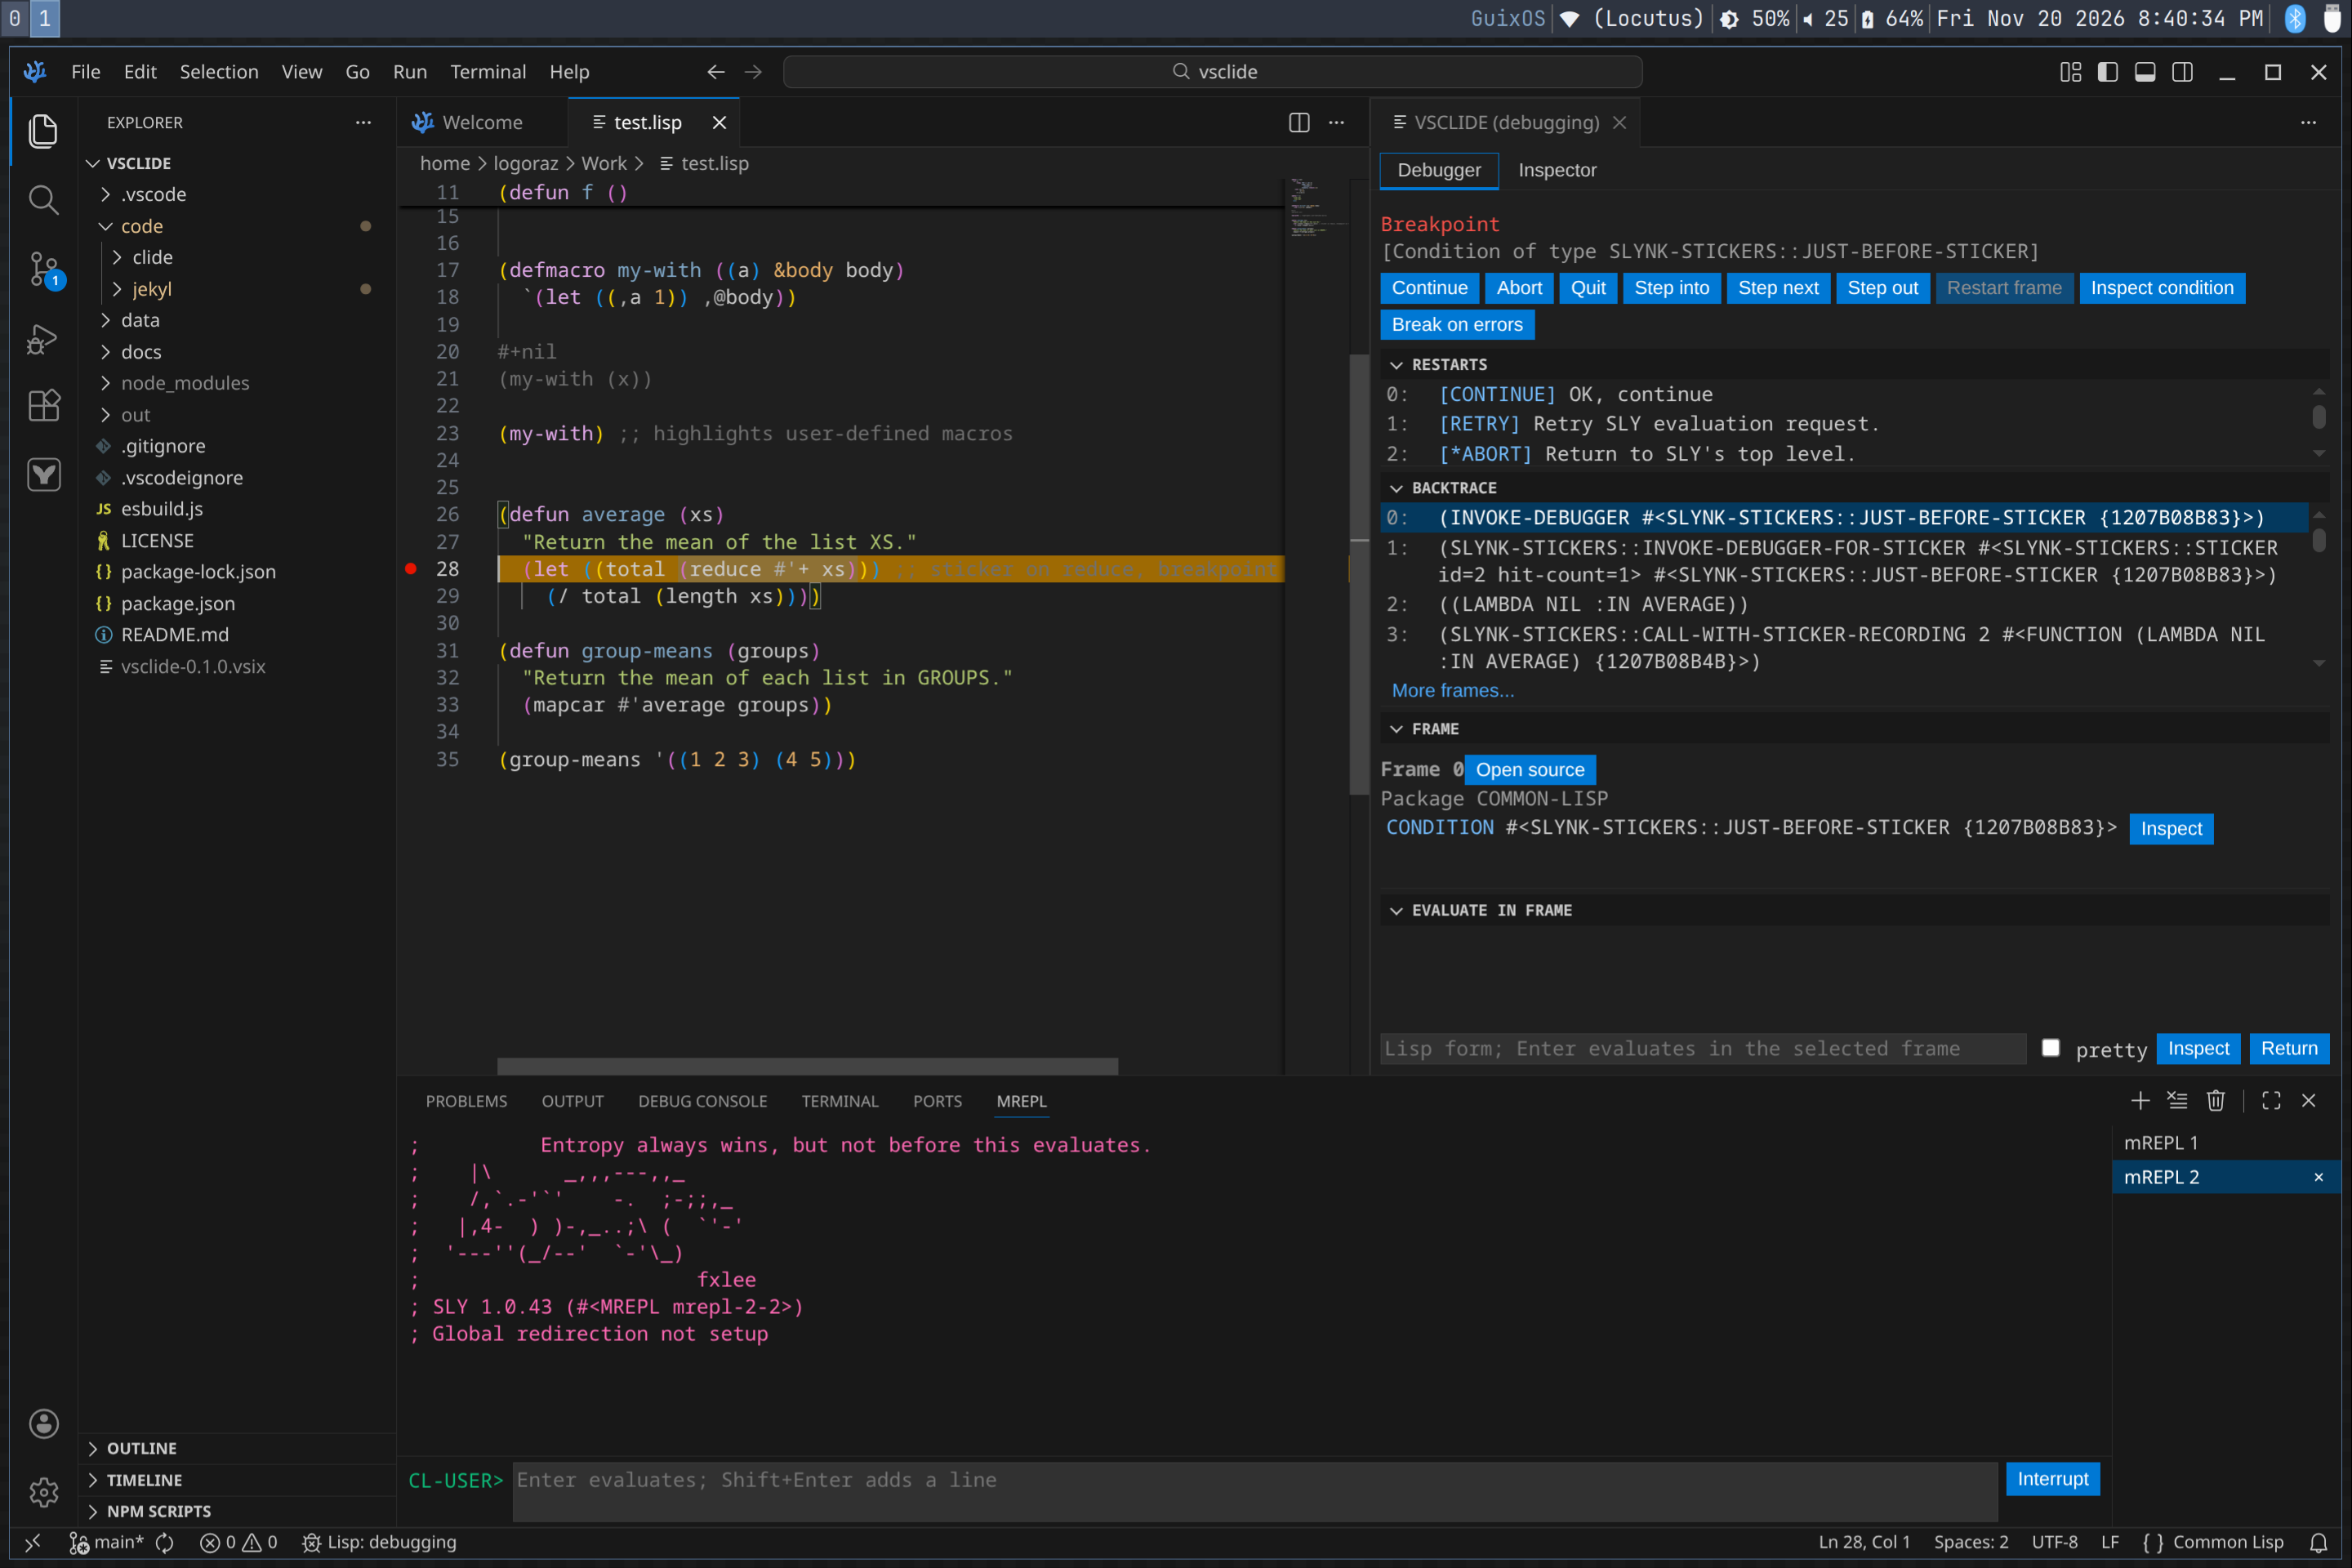 0 1 GuixOS (Locutus) 50% 25 64% Fri Nov 20 2026 8:40:34 PM
File Edit Selection View Go Run Terminal Help vsclide
EXPLORER
VSCLIDE
.vscode
code
clide
jekyl
data
docs
node_modules
out
.gitignore
.vscodeignore
JS esbuild.js
LICENSE
{} package-lock.json
{} package.json
README.md
vsclide-0.1.0.vsix
OUTLINE
TIMELINE
NPM SCRIPTS
1
Welcome test.lisp
home > logoraz > Work > test.lisp
11 (defun f ()
15
16
17 (defmacro my-with ((a) &body body)
18 `(let ((,a 1)) ,@body))
19
20 #+nil
21 (my-with (x))
22
23 (my-with) ;; highlights user-defined macros
24
25
26 (defun average (xs)
27 "Return the mean of the list XS."
28 (let ((total (reduce #'+ xs))) ;; sticker on reduce, breakpoint
29 (/ total (length xs))))
30
31 (defun group-means (groups)
32 "Return the mean of each list in GROUPS."
33 (mapcar #'average groups))
34
35 (group-means '((1 2 3) (4 5)))
VSCLIDE (debugging)
Debugger Inspector
Breakpoint
[Condition of type SLYNK-STICKERS::JUST-BEFORE-STICKER]
Continue Abort Quit Step into Step next Step out Restart frame Inspect condition
Break on errors
RESTARTS
0: [CONTINUE] OK, continue
1: [RETRY] Retry SLY evaluation request.
2: [*ABORT] Return to SLY's top level.
BACKTRACE
0: (INVOKE-DEBUGGER #<SLYNK-STICKERS::JUST-BEFORE-STICKER {1207B08B83}>)
1: (SLYNK-STICKERS::INVOKE-DEBUGGER-FOR-STICKER #<SLYNK-STICKERS::STICKER
id=2 hit-count=1> #<SLYNK-STICKERS::JUST-BEFORE-STICKER {1207B08B83}>)
2: ((LAMBDA NIL :IN AVERAGE))
3: (SLYNK-STICKERS::CALL-WITH-STICKER-RECORDING 2 #<FUNCTION (LAMBDA NIL
:IN AVERAGE) {1207B08B4B}>)
More frames...
FRAME
Frame 0 Open source
Package COMMON-LISP
CONDITION #<SLYNK-STICKERS::JUST-BEFORE-STICKER {1207B08B83}> Inspect
EVALUATE IN FRAME
Lisp form; Enter evaluates in the selected frame pretty Inspect Return
PROBLEMS OUTPUT DEBUG CONSOLE TERMINAL PORTS MREPL
; Entropy always wins, but not before this evaluates.
;    |\      _,,,---,,_
;    /,`.-'`'    -.  ;-;;,_
;   |,4-  ) )-,_..;\ (  `'-'
;  '---''(_/--'  `-'\_)
; fxlee
; SLY 1.0.43 (#<MREPL mrepl-2-2>)
; Global redirection not setup
mREPL 1
mREPL 2
CL-USER> Enter evaluates; Shift+Enter adds a line Interrupt
main* 0 0 Lisp: debugging Ln 28, Col 1 Spaces: 2 UTF-8 LF {} Common Lisp